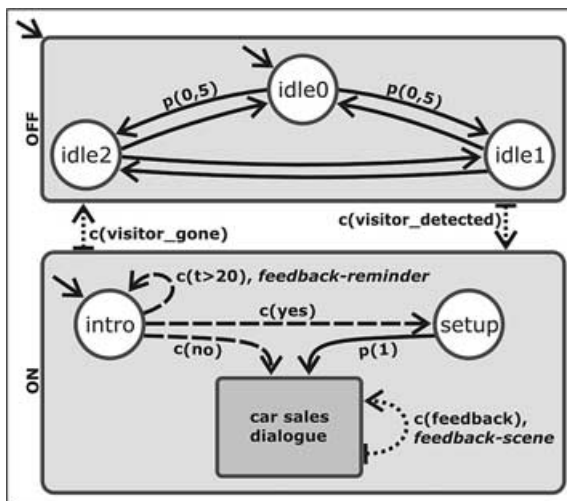 idle0
p(0,5)
p(0,5)
OFF
idle2
idle1
c(visitor_gone)
c(visitor_detected)
c(t>20), feedback-reminder
intro
c(yes)
setup
c(no)
p(1)
ON
car sales
dialogue
c(feedback),
feedback-scene